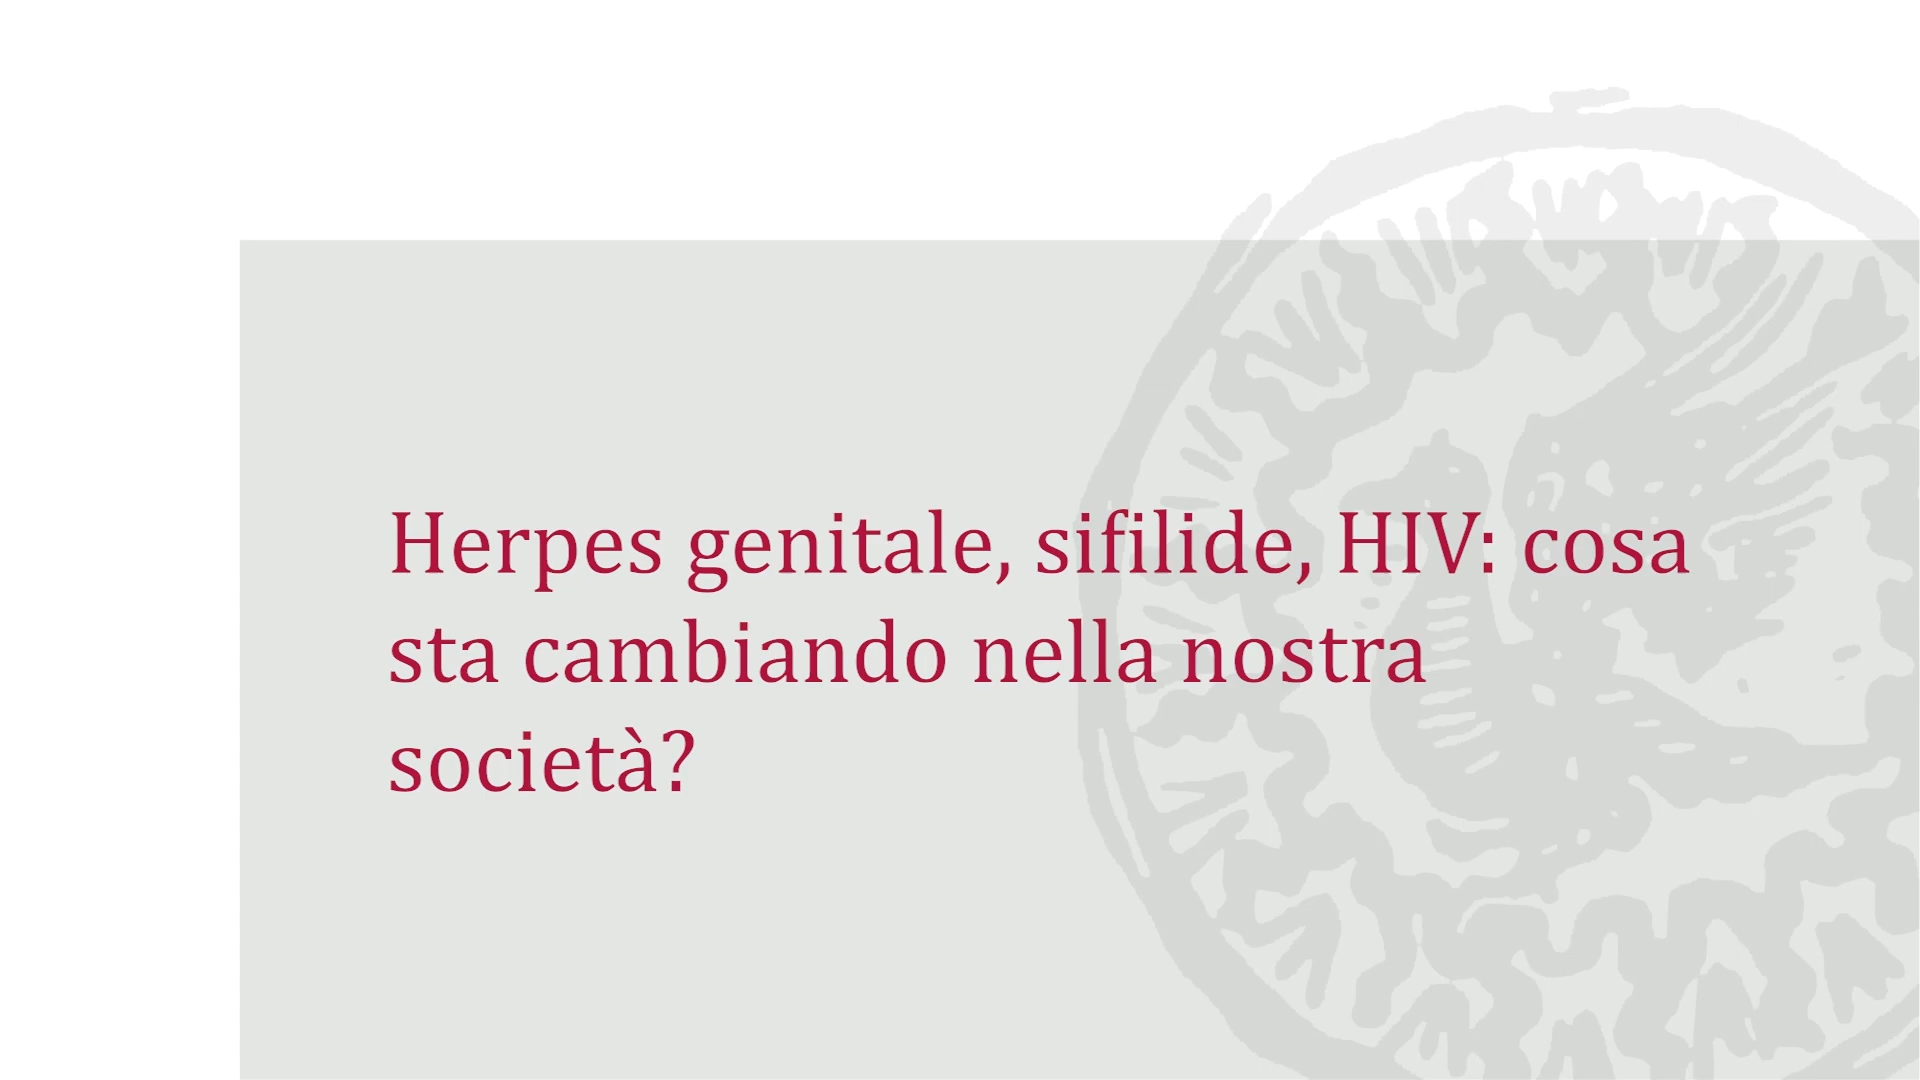 Herpes genitale, sifilide, HIV: cosa
sta cambiando nella nostra
società?